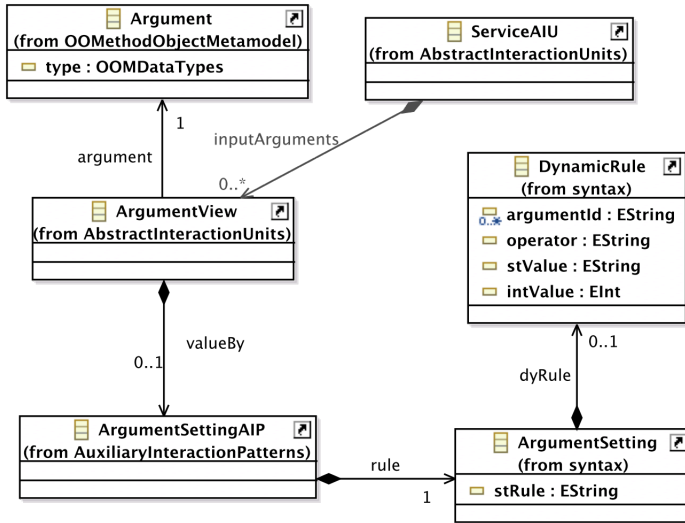 Argument
(from OOMethodObjectMetamodel)
type : OOMDataTypes
ServiceAIU
(from AbstractInteractionUnits)
1
inputArguments
argument
0..*
DynamicRule
(from syntax)
0..*
argumentId : EString
operator : EString
stValue : EString
intValue : EInt
ArgumentView
(from AbstractInteractionUnits)
valueBy
0..1
0..1
dyRule
ArgumentSettingAIP
(from AuxiliaryInteractionPatterns)
rule
1
ArgumentSetting
(from syntax)
stRule : EString